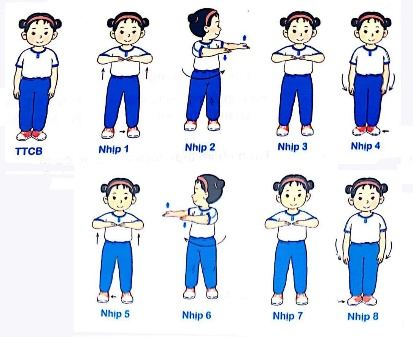 TTCB
Nhịp 1
Nhịp 2
Nhịp 3
Nhịp 4
Nhịp 5
Nhịp 6
Nhịp 7
Nhịp 8